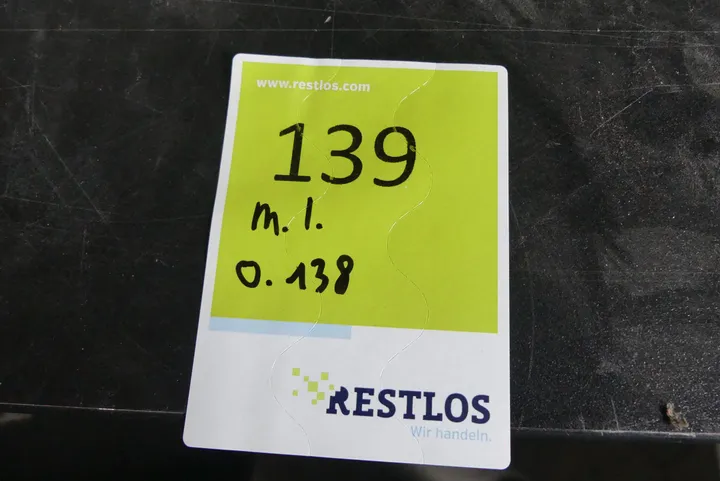 www.restlos.com
139
m. l.
o. 138
RESTLOS
Wir handeln.